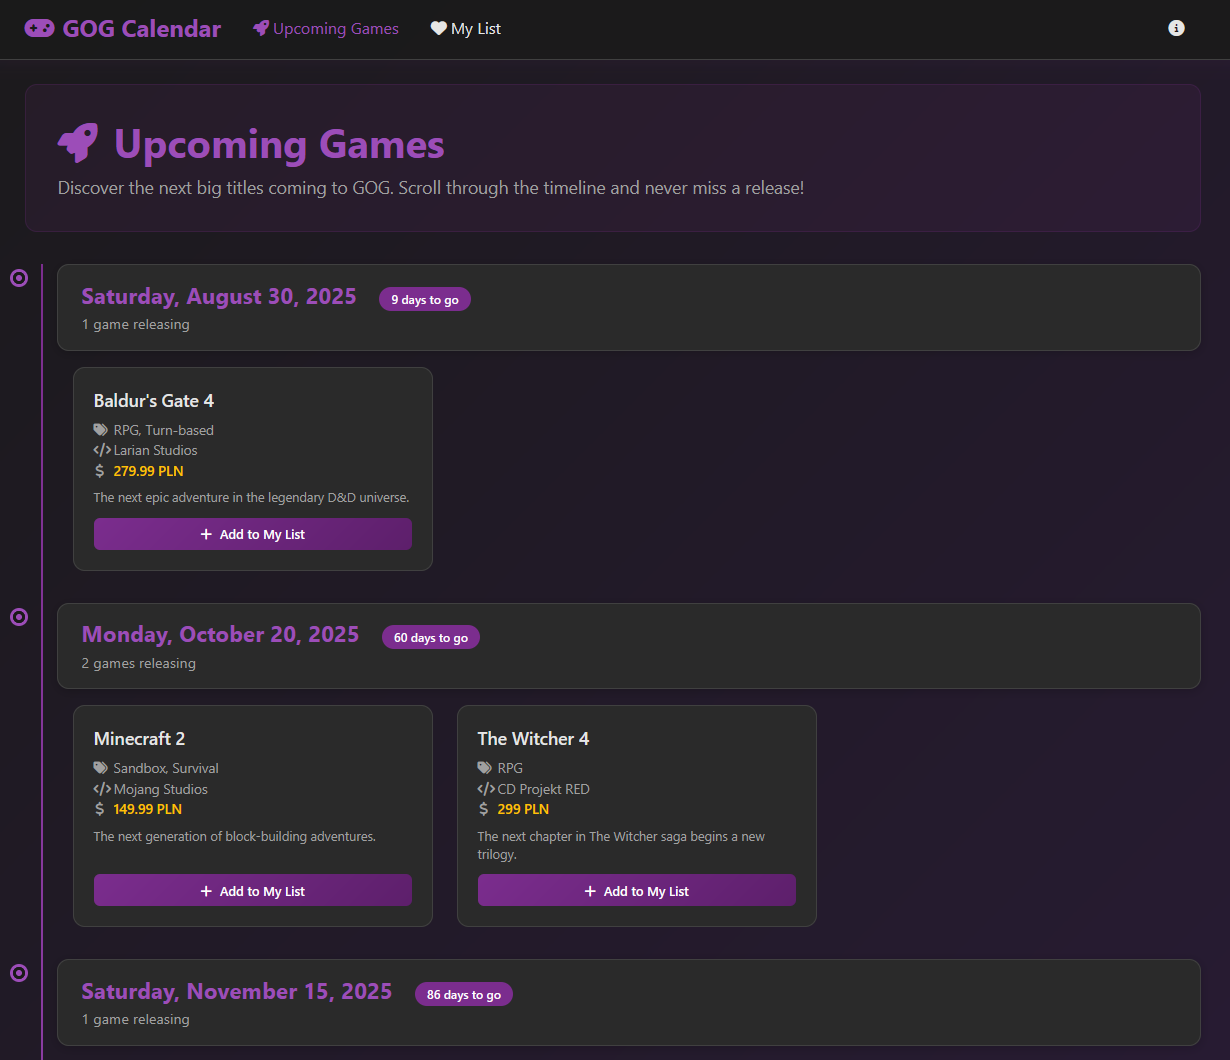 GOG Calendar
Upcoming Games
My List
Upcoming Games
Discover the next big titles coming to GOG. Scroll through the timeline and never miss a release!
Saturday, August 30, 2025
9 days to go
1 game releasing
Baldur's Gate 4
RPG, Turn-based
</> Larian Studios
$ 279.99 PLN
The next epic adventure in the legendary D&D universe.
+ Add to My List
Monday, October 20, 2025
60 days to go
2 games releasing
Minecraft 2
Sandbox, Survival
</> Mojang Studios
$ 149.99 PLN
The next generation of block-building adventures.
+ Add to My List
The Witcher 4
RPG
</> CD Projekt RED
$ 299 PLN
The next chapter in The Witcher saga begins a new
trilogy.
+ Add to My List
Saturday, November 15, 2025
86 days to go
1 game releasing